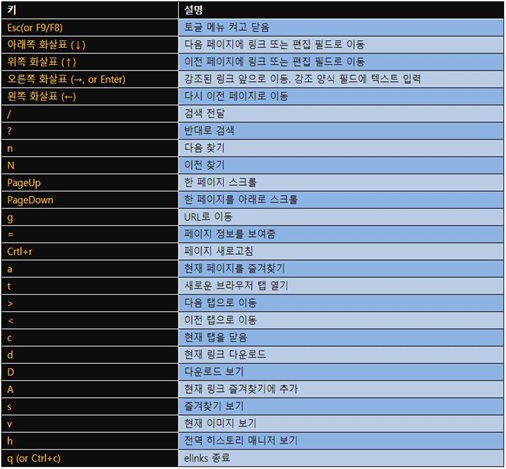 키 설명
Esc(or F9/F8) 토글 메뉴 켜고 닫음
아래쪽 화살표 (↓) 다음 페이지에 링크 또는 편집 필드로 이동
위쪽 화살표 (↑) 이전 페이지에 링크 또는 편집 필드로 이동
오른쪽 화살표 (→, or Enter) 강조된 링크 앞으로 이동. 강조 양식 필드에 텍스트 입력
왼쪽 화살표 (←) 다시 이전 페이지로 이동
/ 검색 전달
? 반대로 검색
n 다음 찾기
N 이전 찾기
PageUp 한 페이지 스크롤
PageDown 한 페이지를 아래로 스크롤
g URL로 이동
= 페이지 정보를 보여줌
Crtl+r 페이지 새로고침
a 현재 페이지를 즐겨찾기
t 새로운 브라우저 탭 열기
> 다음 탭으로 이동
< 이전 탭으로 이동
c 현재 탭을 닫음
d 현재 링크 다운로드
D 다운로드 보기
A 현재 링크 즐겨찾기에 추가
s 즐겨찾기 보기
v 현재 이미지 보기
h 전역 히스토리 매니저 보기
q (or Ctrl+c) elinks 종료